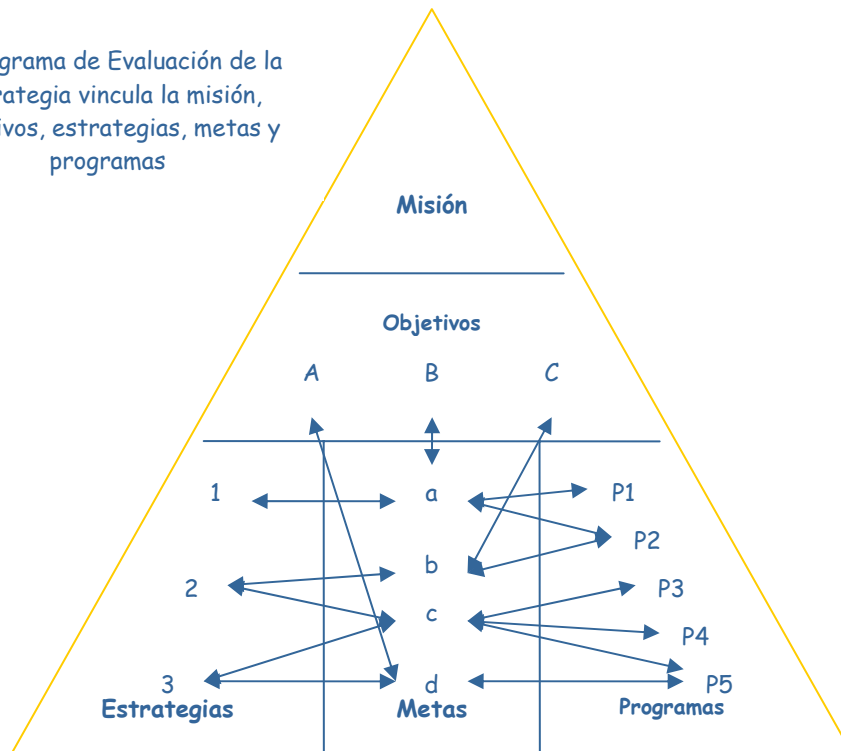 grama de Evaluación de la
rategia vincula la misión,
ivos, estrategias, metas y
programas
Misión
Objetivos
A B C
1 a P1
P2
2 b P3
c P4
3 d P5
Estrategias Metas Programas